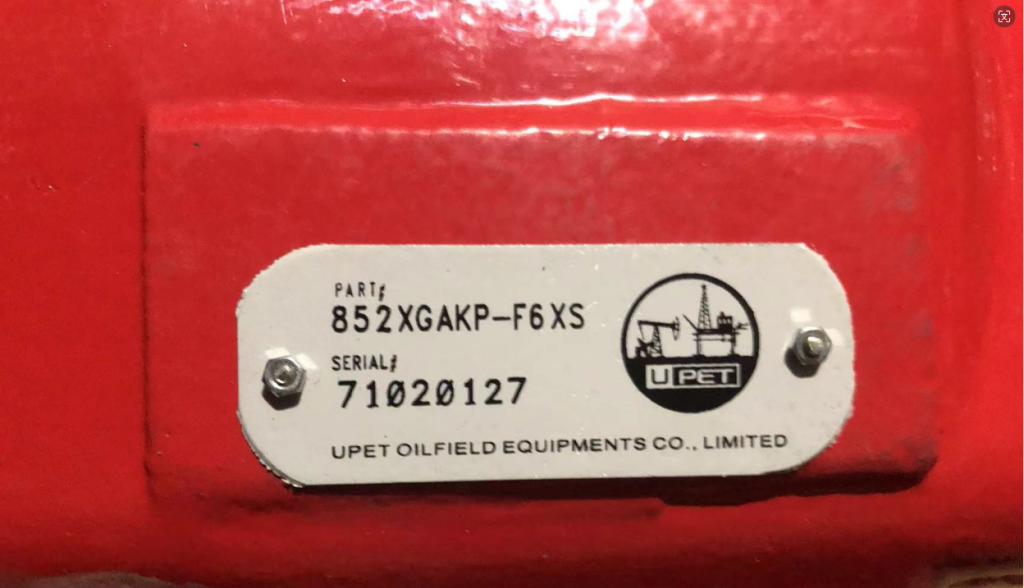 PART#
852XGAKP-F6XS
SERIAL#
71020127
UPET
UPET OILFIELD EQUIPMENTS CO., LIMITED